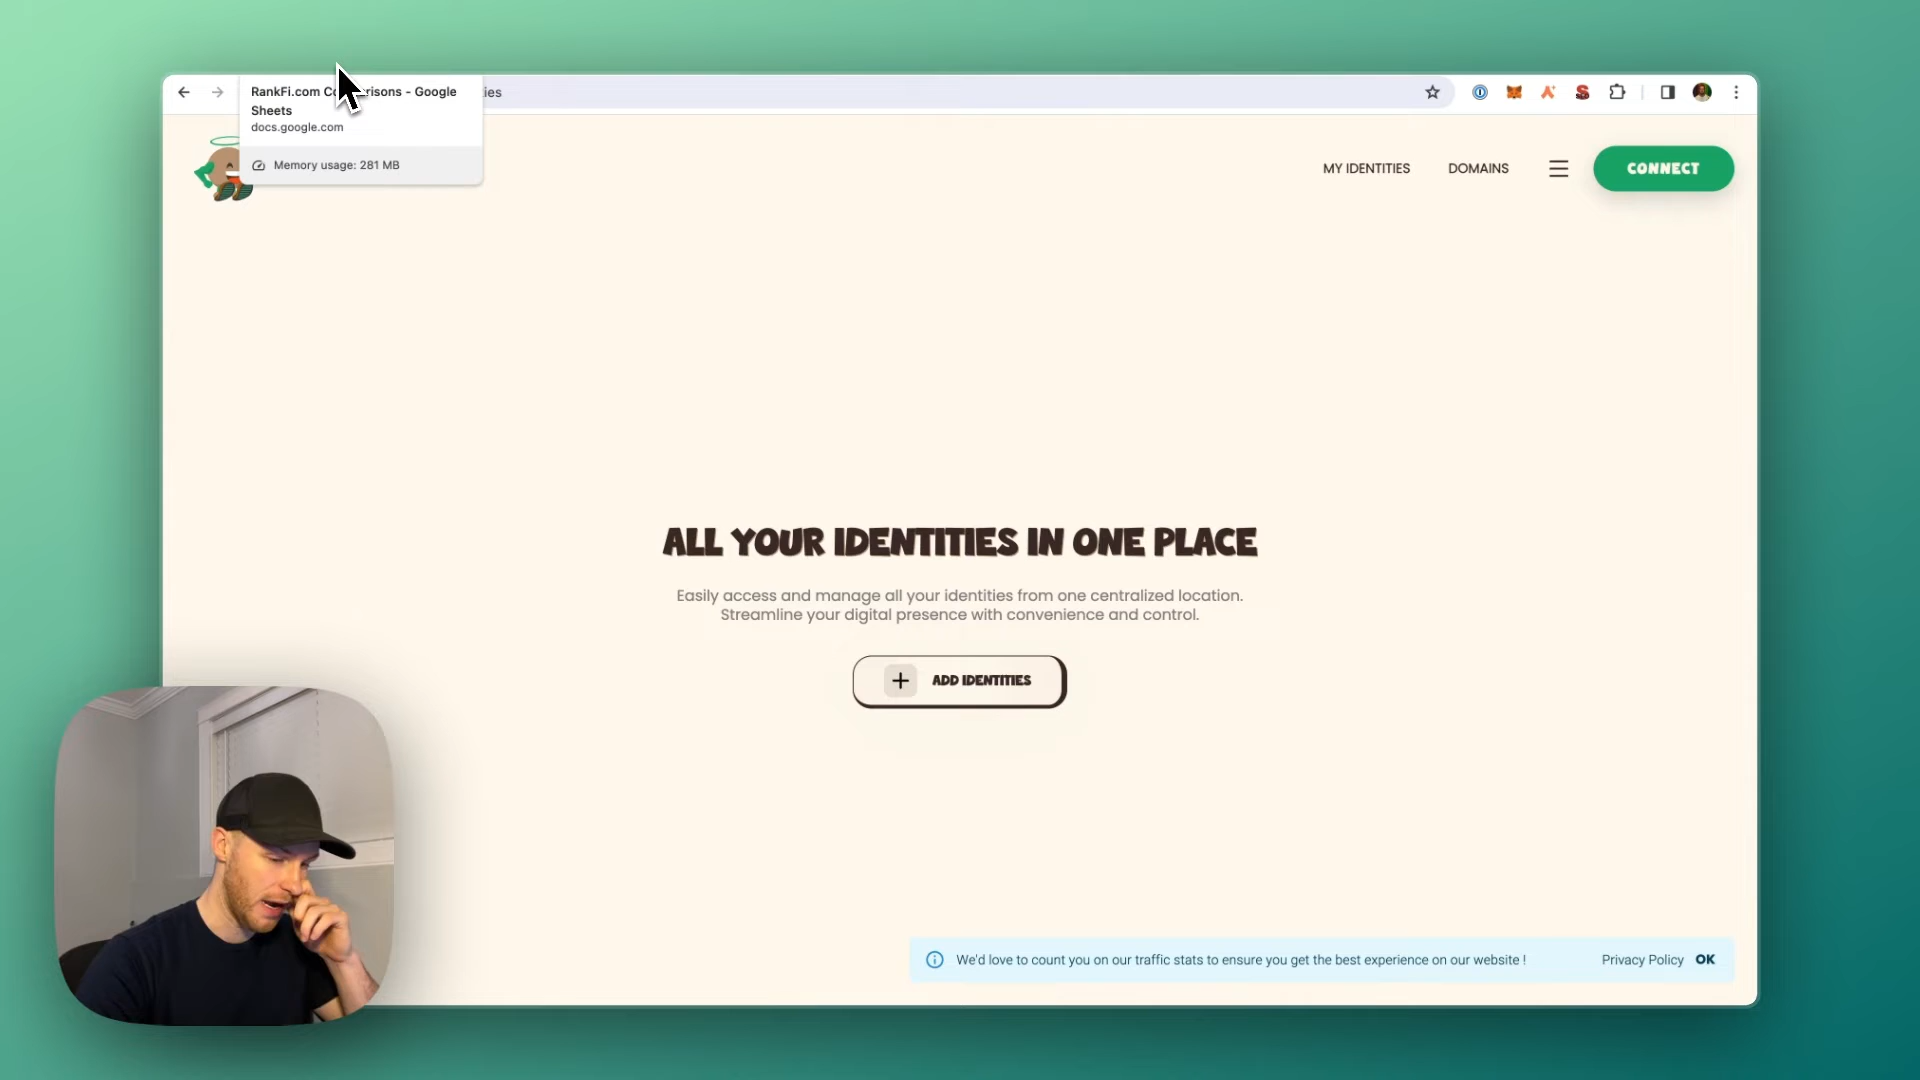 RankFi.com Co risons - Google
Sheets
docs.google.com
Memory usage: 281 MB
ies
MY IDENTITIES
DOMAINS
CONNECT
ALL YOUR IDENTITIES IN ONE PLACE
Easily access and manage all your identities from one centralized location.
Streamline your digital presence with convenience and control.
ADD IDENTITIES
We'd love to count you on our traffic stats to ensure you get the best experience on our website !
Privacy Policy
OK